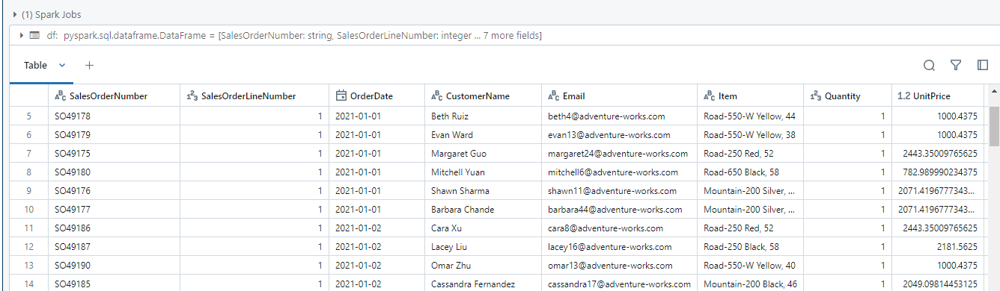 (1) Spark Jobs
df: pyspark.sql.dataframe.DataFrame = [SalesOrderNumber: string, SalesOrderLineNumber: integer ... 7 more fields]
Table
SalesOrderNumber SalesOrderLineNumber OrderDate CustomerName Email Item Quantity 1.2 UnitPrice
5 SO49178 1 2021-01-01 Beth Ruiz beth4@adventure-works.com Road-550-W Yellow, 44 1 1000.4375
6 SO49179 1 2021-01-01 Evan Ward evan13@adventure-works.com Road-550-W Yellow, 38 1 1000.4375
7 SO49175 1 2021-01-01 Margaret Guo margaret24@adventure-works.com Road-250 Red, 52 1 2443.35009765625
8 SO49180 1 2021-01-01 Mitchell Yuan mitchell6@adventure-works.com Road-650 Black, 58 1 782.989990234375
9 SO49176 1 2021-01-01 Shawn Sharma shawn11@adventure-works.com Mountain-200 Silver, ... 1 2071.4196777343...
10 SO49177 1 2021-01-01 Barbara Chande barbara44@adventure-works.com Mountain-200 Silver, ... 1 2071.4196777343...
11 SO49186 1 2021-01-02 Cara Xu cara8@adventure-works.com Road-250 Red, 52 1 2443.35009765625
12 SO49187 1 2021-01-02 Lacey Liu lacey16@adventure-works.com Road-250 Black, 58 1 2181.5625
13 SO49190 1 2021-01-02 Omar Zhu omar13@adventure-works.com Road-550-W Yellow, 40 1 1000.4375
14 SO49185 1 2021-01-02 Cassandra Fernandez cassandra17@adventure-works.com Mountain-200 Black, 46 1 2049.09814453125